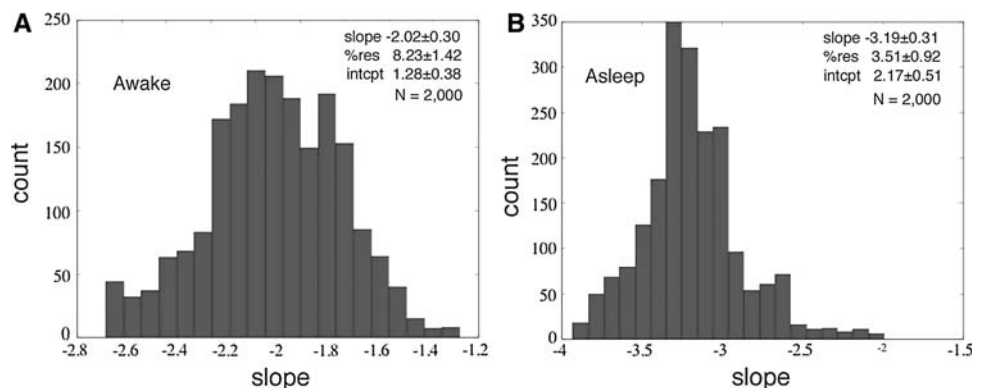 A
250
200
150
100
50
0
count
Awake
slope -2.02±0.30
%res 8.23±1.42
intcpt 1.28±0.38
N = 2,000
-2.8 -2.6 -2.4 -2.2 -2 -1.8 -1.6 -1.4 -1.2
slope
B
350
300
250
200
150
100
50
0
count
Asleep
slope -3.19±0.31
%res 3.51±0.92
intcpt 2.17±0.51
N = 2,000
-4 -3.5 -3 -2.5 -2 -1.5
slope